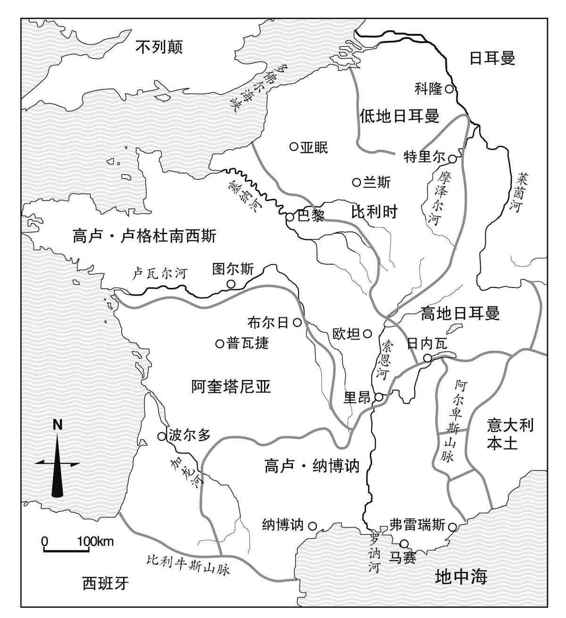 不列颠
日耳曼
多佛尔海峡
科隆
低地日耳曼
亚眠
特里尔
兰斯
莱茵河
摩泽尔河
塞纳河
巴黎
比利时
高卢·卢格杜南西斯
卢瓦尔河
图尔斯
布尔日
欧坦
高地日耳曼
普瓦捷
索恩河
日内瓦
阿奎塔尼亚
里昂
阿尔卑斯山脉
意大利
本土
N
波尔多
加龙河
高卢·纳博讷
纳博讷
弗雷瑞斯
罗讷河
马赛
0 100km
比利牛斯山脉
西班牙
地中海